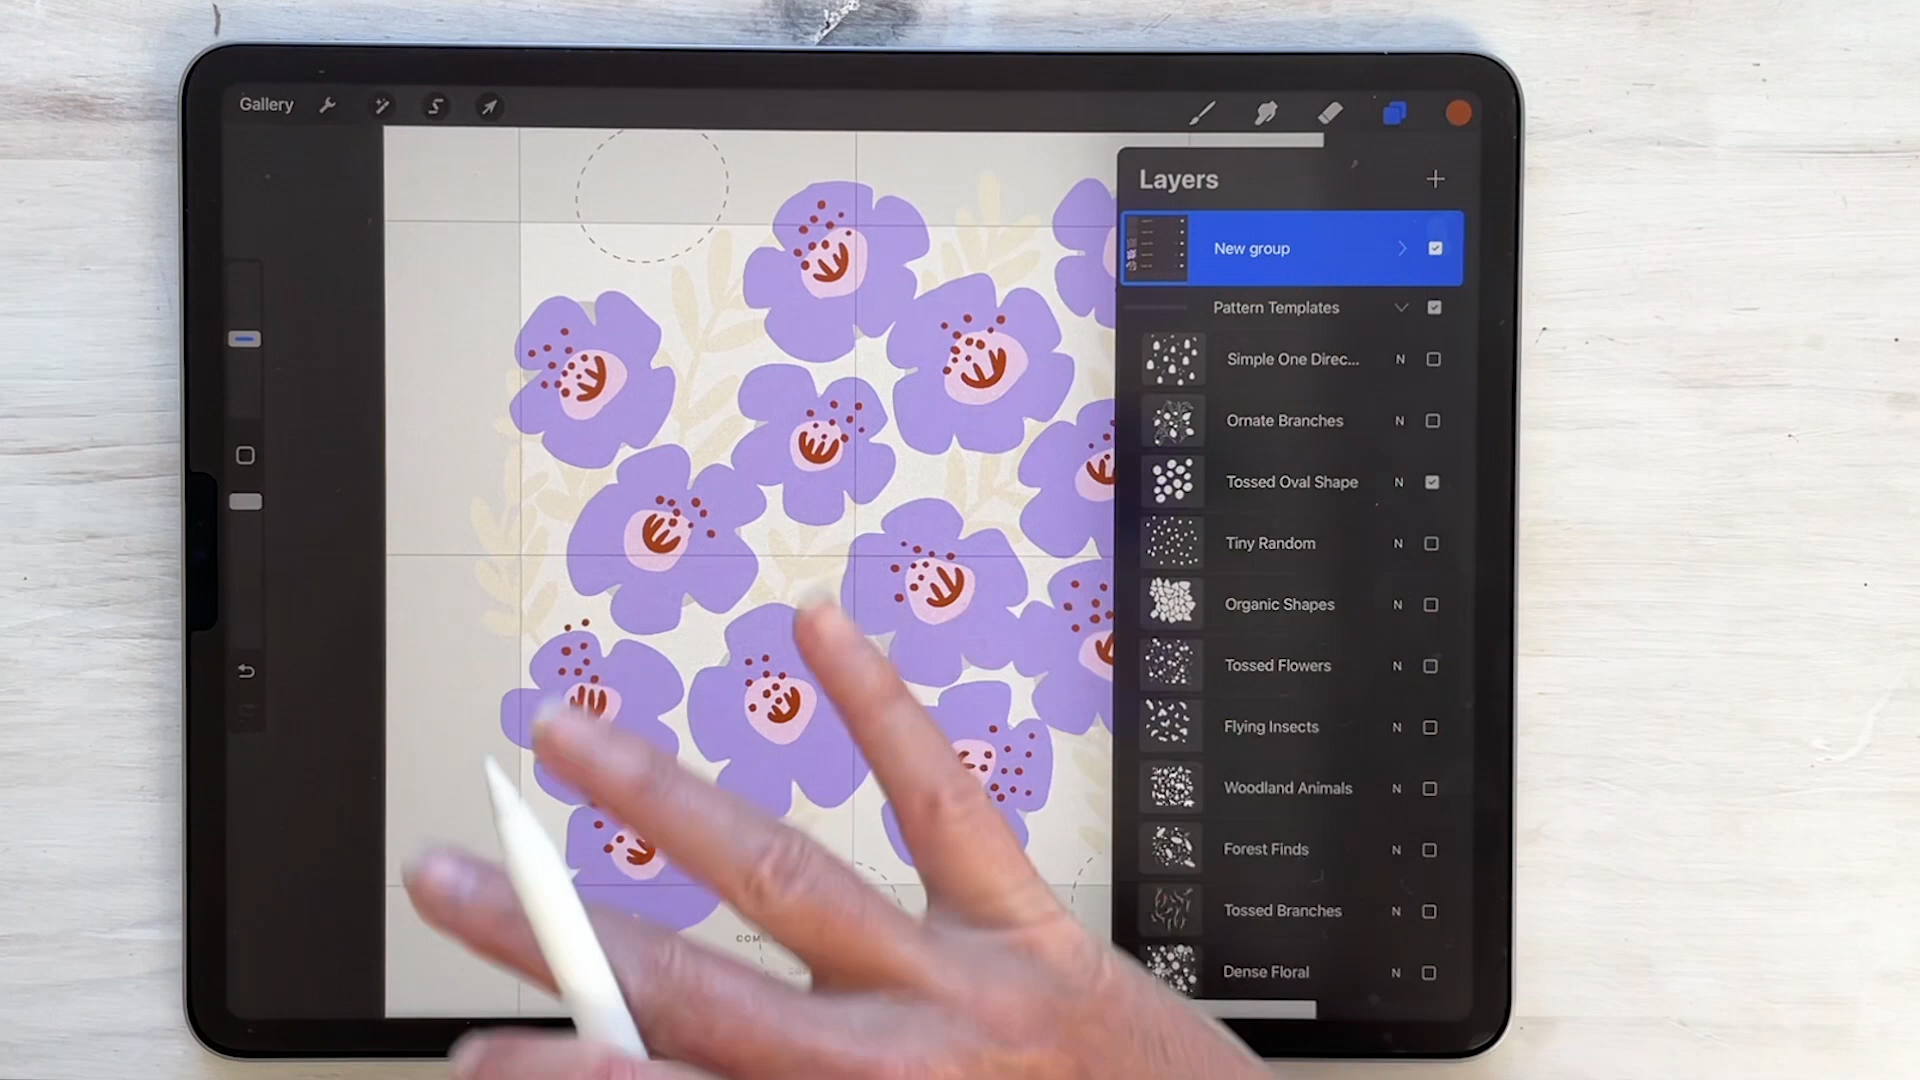 Gallery
Layers
New group
Pattern Templates
Simple One Direc... N
Ornate Branches N
Tossed Oval Shape N
Tiny Random N
Organic Shapes N
Tossed Flowers N
Flying Insects N
Woodland Animals N
Forest Finds N
Tossed Branches N
Dense Floral N